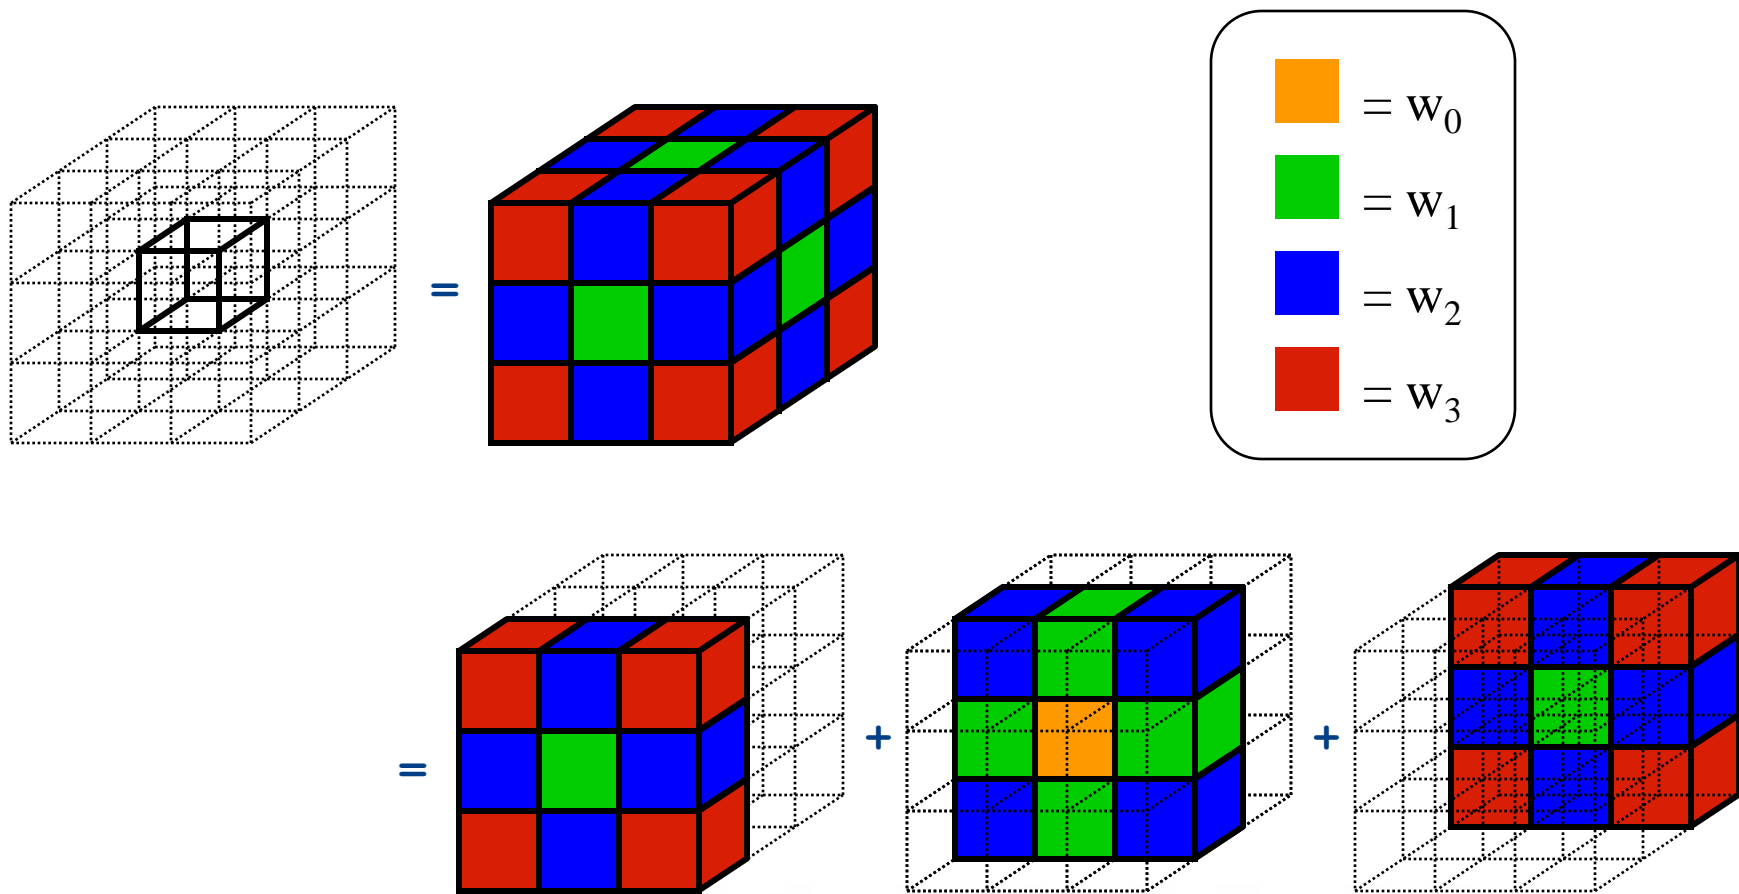 = w₀
= w₁
=
= w₂
= w₃
= + +